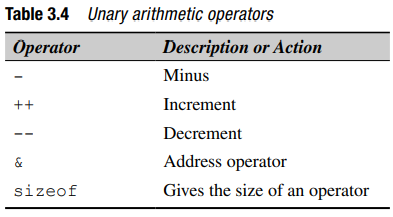 Table 3.4 Unary arithmetic operators
Operator Description or Action
– Minus
++ Increment
-- Decrement
& Address operator
sizeof Gives the size of an operator